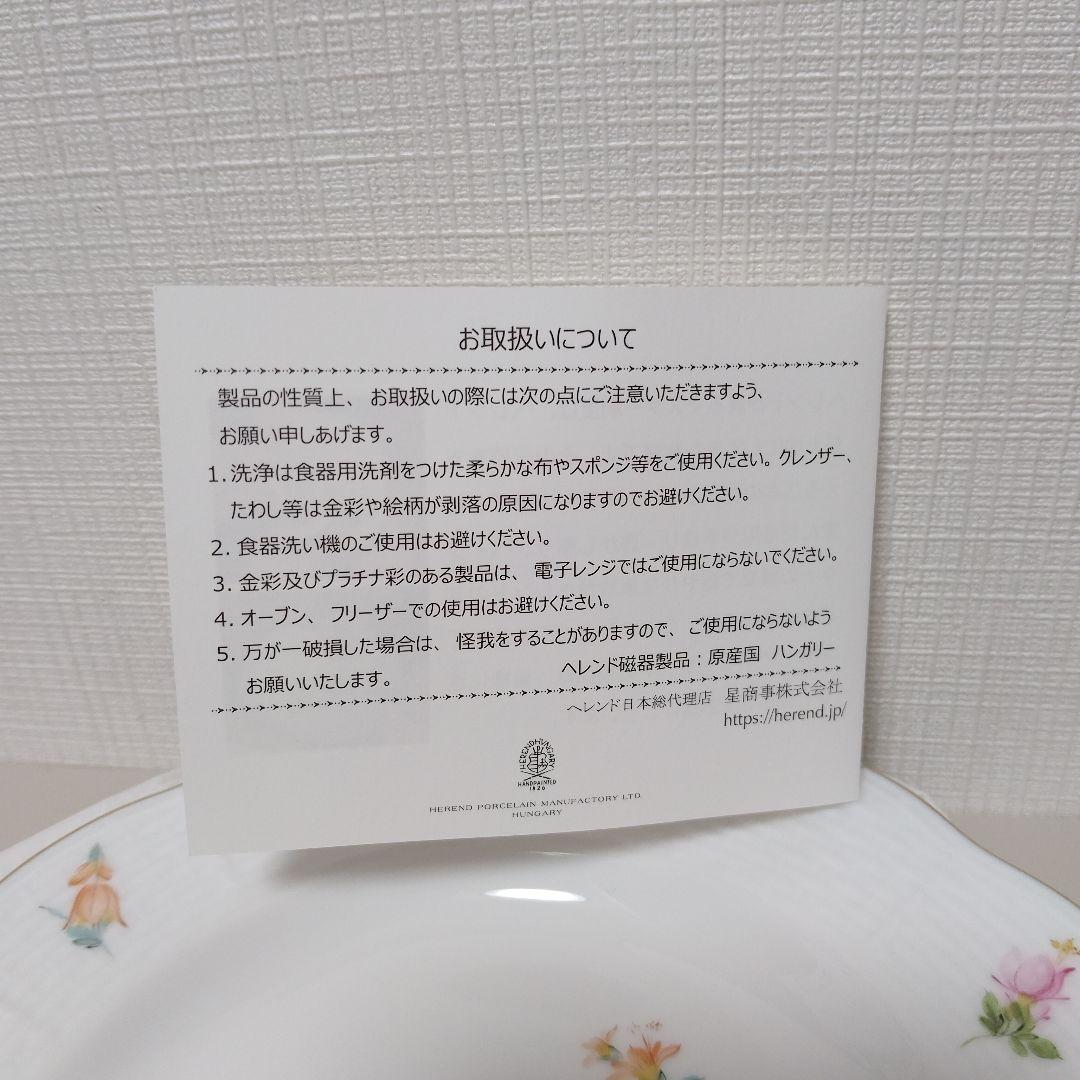 お取扱いについて
製品の性質上、お取扱いの際には次の点にご注意いただきますよう、
お願い申しあげます。
1. 洗浄は食器用洗剤をつけた柔らかな布やスポンジ等をご使用ください。クレンザー、
たわし等は金彩や絵柄が剥落の原因になりますのでお避けください。
2. 食器洗い機のご使用はお避けください。
3. 金彩及びプラチナ彩のある製品は、電子レンジではご使用にならないでください。
4. オーブン、フリーザーでの使用はお避けください。
5. 万が一破損した場合は、怪我をすることがありますので、ご使用にならないよう
お願いいたします。
ヘレンド磁器製品：原産国 ハンガリー
ヘレンド日本総代理店 星商事株式会社
https://herend.jp/
HEREND HUNGARY
HANDPAINTED
1826
HEREND PORCELAIN MANUFACTORY LTD.
HUNGARY